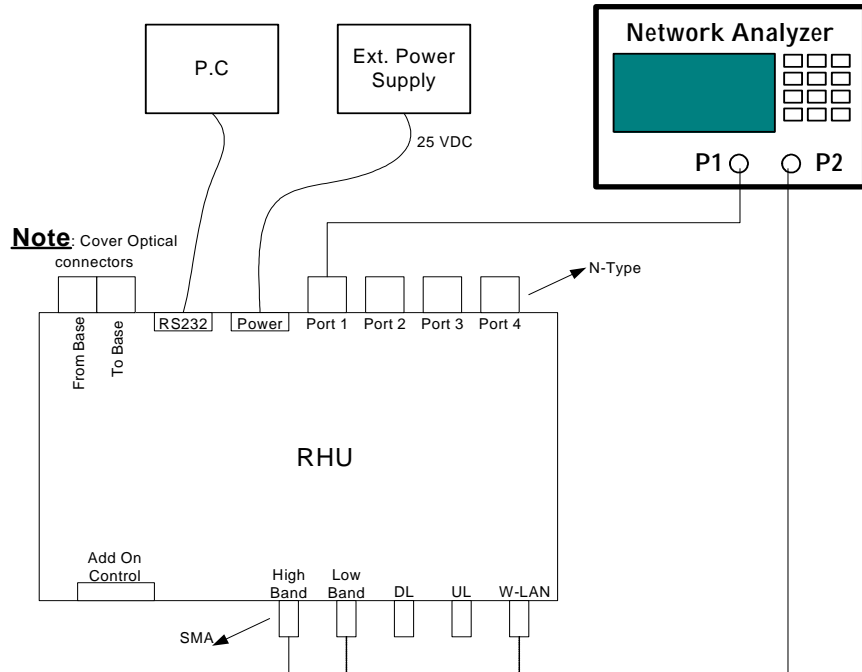 Network Analyzer
P.C
Ext. Power
Supply
25 VDC
P1
P2
Note: Cover Optical
connectors
N-Type
From Base
To Base
RS232
Power
Port 1
Port 2
Port 3
Port 4
RHU
Add On
Control
High
Band
Low
Band
DL
UL
W-LAN
SMA